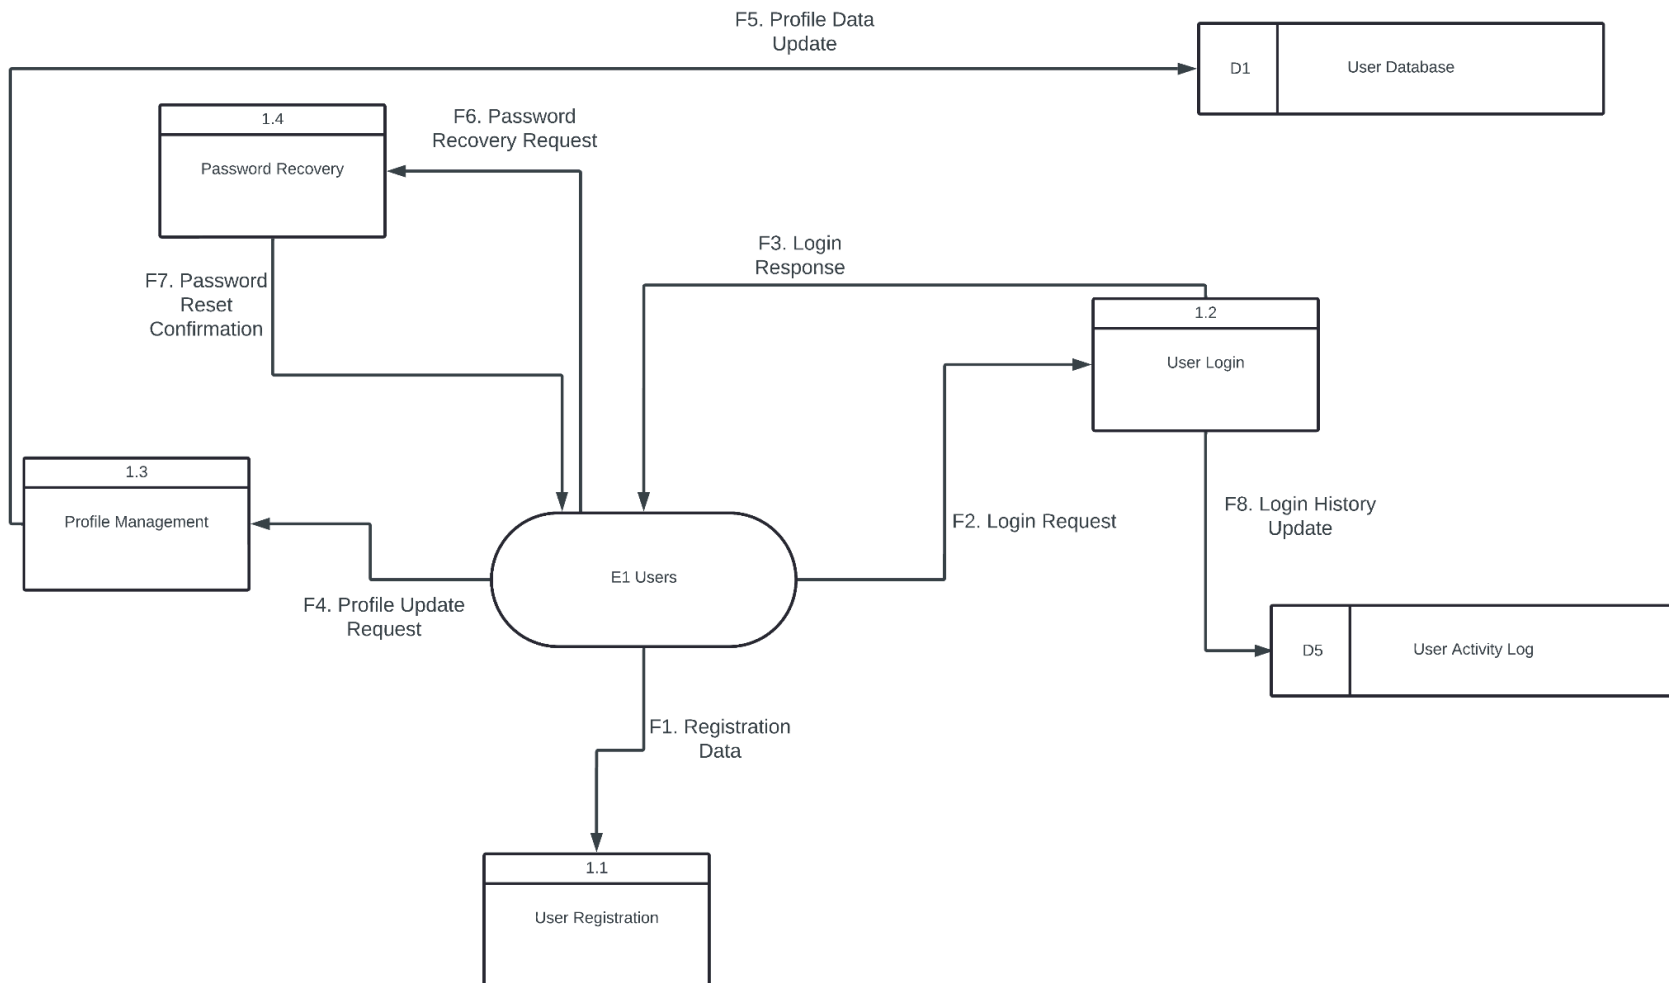 F5. Profile Data
Update
D1
User Database
1.4
Password Recovery
F6. Password
Recovery Request
F3. Login
Response
F7. Password
Reset
Confirmation
1.2
User Login
1.3
Profile Management
F2. Login Request
F8. Login History
Update
E1 Users
F4. Profile Update
Request
D5
User Activity Log
F1. Registration
Data
1.1
User Registration